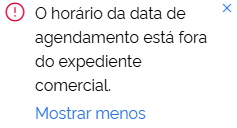 O horário da data de
agendamento está fora
do expediente
comercial.
Mostrar menos